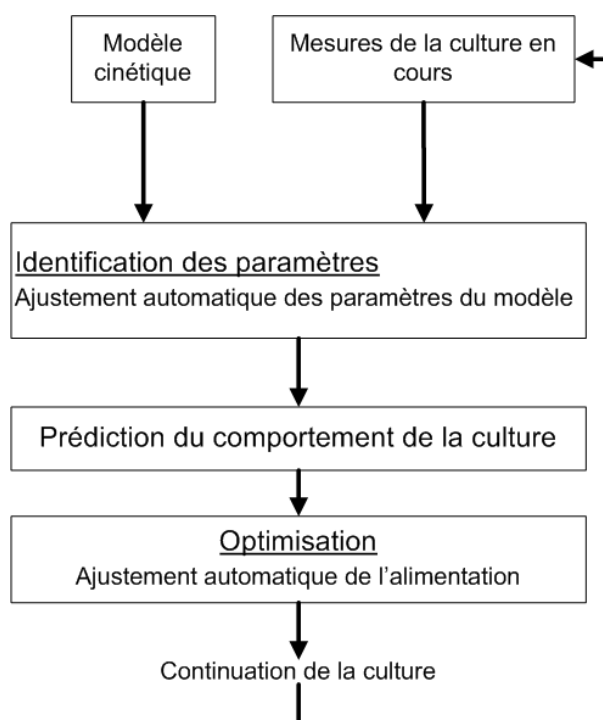 Modèle
cinétique
Mesures de la culture en
cours
Identification des paramètres
Ajustement automatique des paramètres du modèle
Prédiction du comportement de la culture
Optimisation
Ajustement automatique de l’alimentation
Continuation de la culture